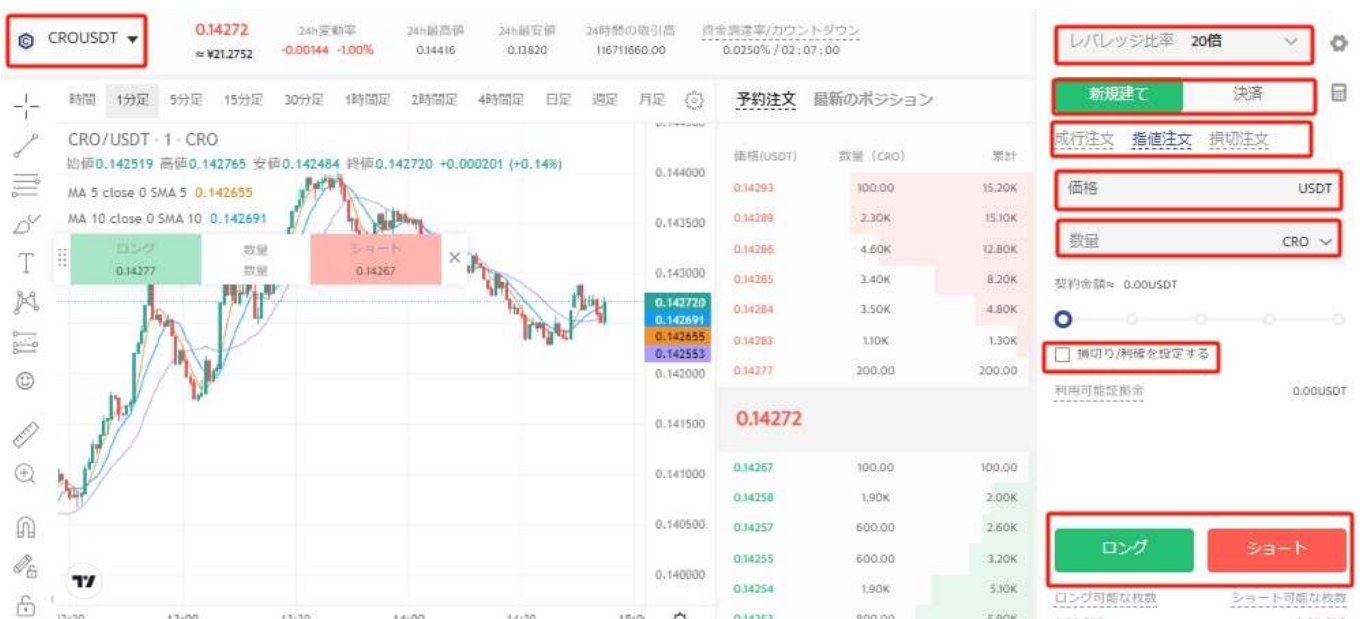 CROUSDT
0.14272
≈ ¥21.2752
24h変動率
-0.00144 -1.00%
24h最高値
0.14416
24h最安値
0.13820
24時間の取引高
116711660.00
資金調達率/カウントダウン
0.0250% / 02 : 07 : 00
レバレッジ比率 20倍
時間 1分足 5分足 15分足 30分足 1時間足 2時間足 4時間足 日足 週足 月足
予約注文 最新のポジション
新規建て 決済
成行注文 指値注文 損切注文
CRO/USDT · 1 · CRO
始値0.142519 高値0.142765 安値0.142484 終値0.142720 +0.000201 (+0.14%)
MA 5 close 0 SMA 5 0.142655
MA 10 close 0 SMA 10 0.142691
ロング 数量 ショート
0.14277 数量 0.14267
0.144000
0.143500
0.143000
0.142720
0.142691
0.142655
0.142553
0.142000
0.141500
0.141000
0.140500
0.140000
13:00
14:00
価格(USDT) 数量 (CRO) 累計
0.14293 100.00 15.20K
0.14289 2.30K 15.10K
0.14286 4.60K 12.80K
0.14285 3.40K 8.20K
0.14284 3.50K 4.80K
0.14283 1.10K 1.30K
0.14277 200.00 200.00
0.14272
0.14267 100.00 100.00
0.14258 1.90K 2.00K
0.14257 600.00 2.60K
0.14255 600.00 3.20K
0.14254 1.90K 5.10K
0.14253 800.00 5.90K
価格 USDT
数量 CRO
契約金額≈ 0.00USDT
損切り/利確を設定する
利用可能証拠金 0.00USDT
ロング ショート
ロング可能な枚数 ショート可能な枚数